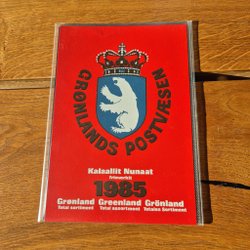 GRØNLANDS POSTVÆSEN
Kalaallit Nunaat
frimærkit
1985
Grønland Greenland Grönland
Total sortiment Total assortment Totales Sortiment